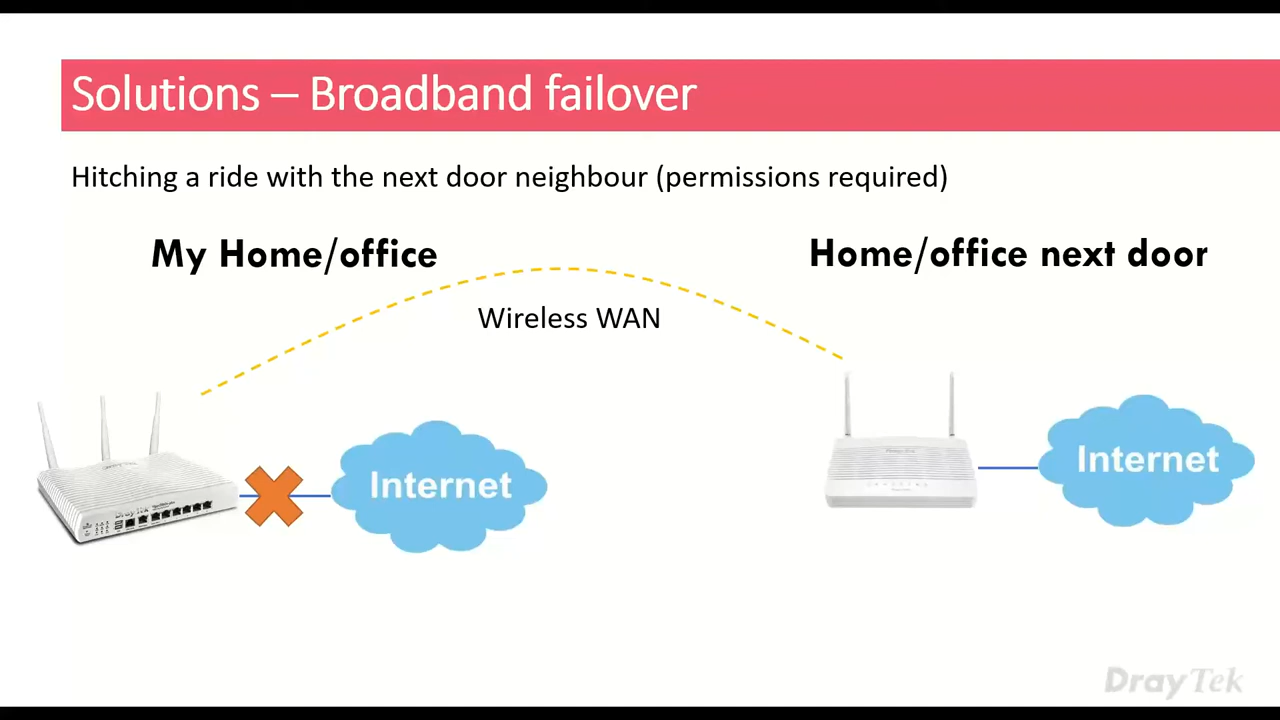 Solutions – Broadband failover
Hitching a ride with the next door neighbour (permissions required)
My Home/office
Home/office next door
Wireless WAN
Internet
Internet
DrayTek
DrayTek